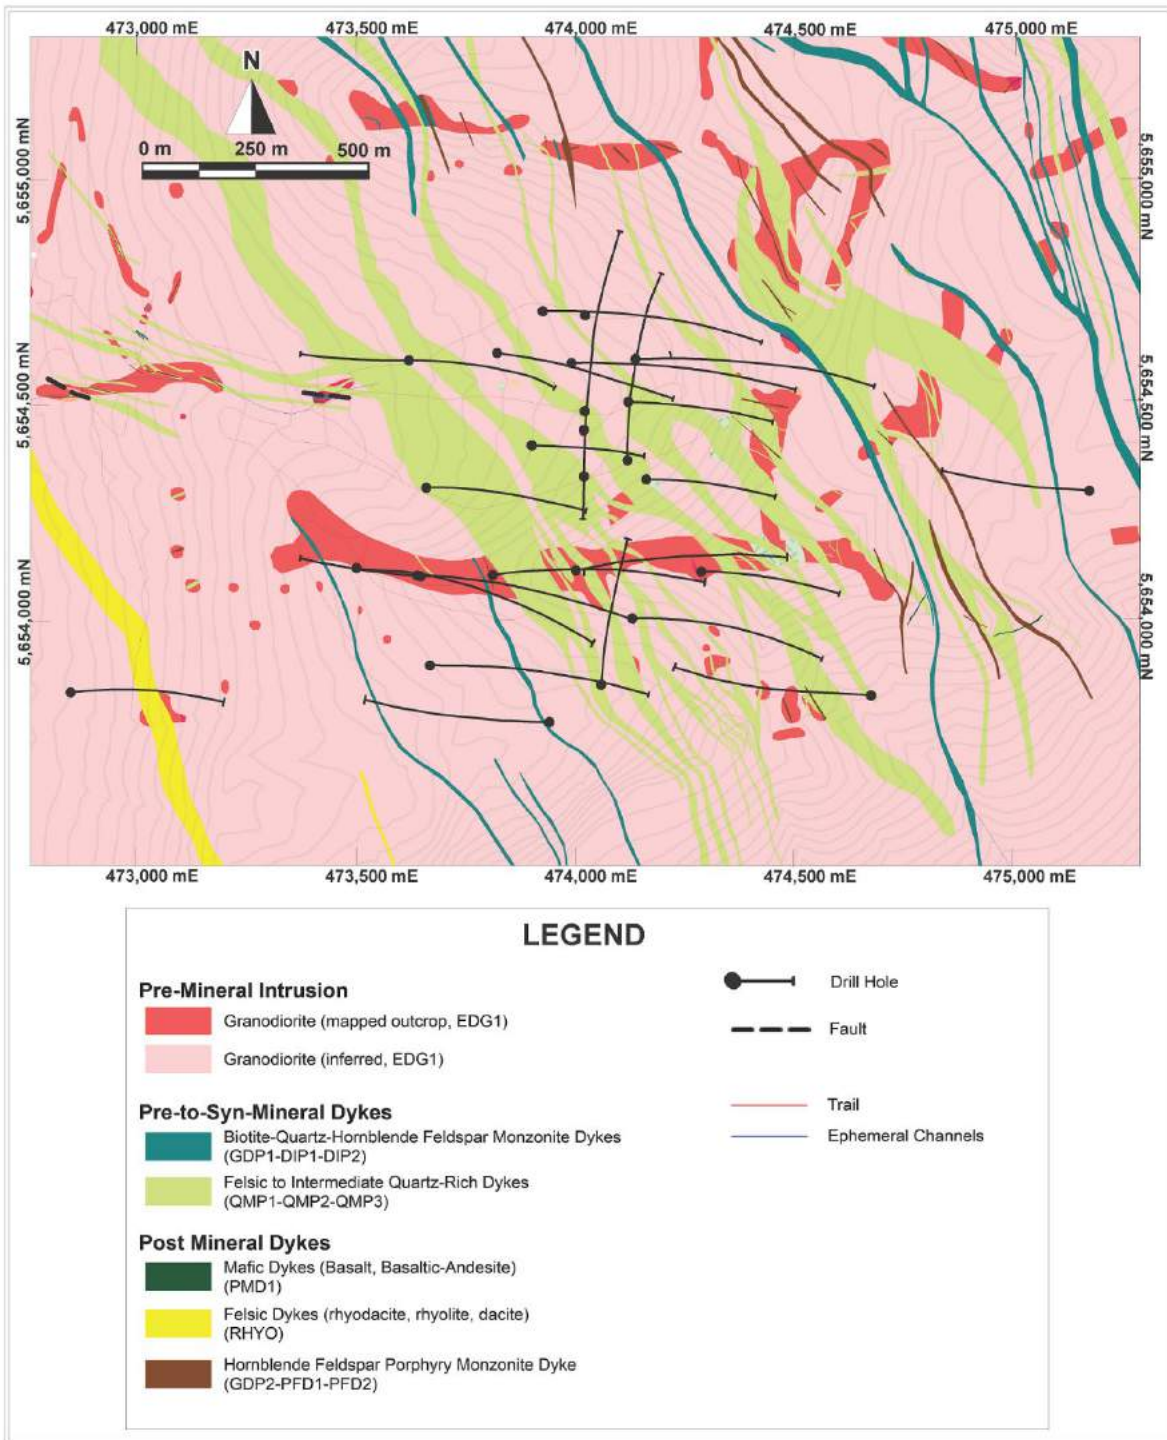 473,000 mE 473,500 mE 474,000 mE 474,500 mE 475,000 mE
N
0 m 250 m 500 m
5,655,000 mN
5,654,500 mN
5,654,000 mN
5,655,000 mN
5,654,500 mN
5,654,000 mN
473,000 mE 473,500 mE 474,000 mE 474,500 mE 475,000 mE
LEGEND
Pre-Mineral Intrusion
Granodiorite (mapped outcrop, EDG1)
Granodiorite (inferred, EDG1)
Pre-to-Syn-Mineral Dykes
Biotite-Quartz-Hornblende Feldspar Monzonite Dykes
(GDP1-DIP1-DIP2)
Felsic to Intermediate Quartz-Rich Dykes
(QMP1-QMP2-QMP3)
Post Mineral Dykes
Mafic Dykes (Basalt, Basaltic-Andesite)
(PMD1)
Felsic Dykes (rhyodacite, rhyolite, dacite)
(RHYO)
Hornblende Feldspar Porphyry Monzonite Dyke
(GDP2-PFD1-PFD2)
Drill Hole
Fault
Trail
Ephemeral Channels